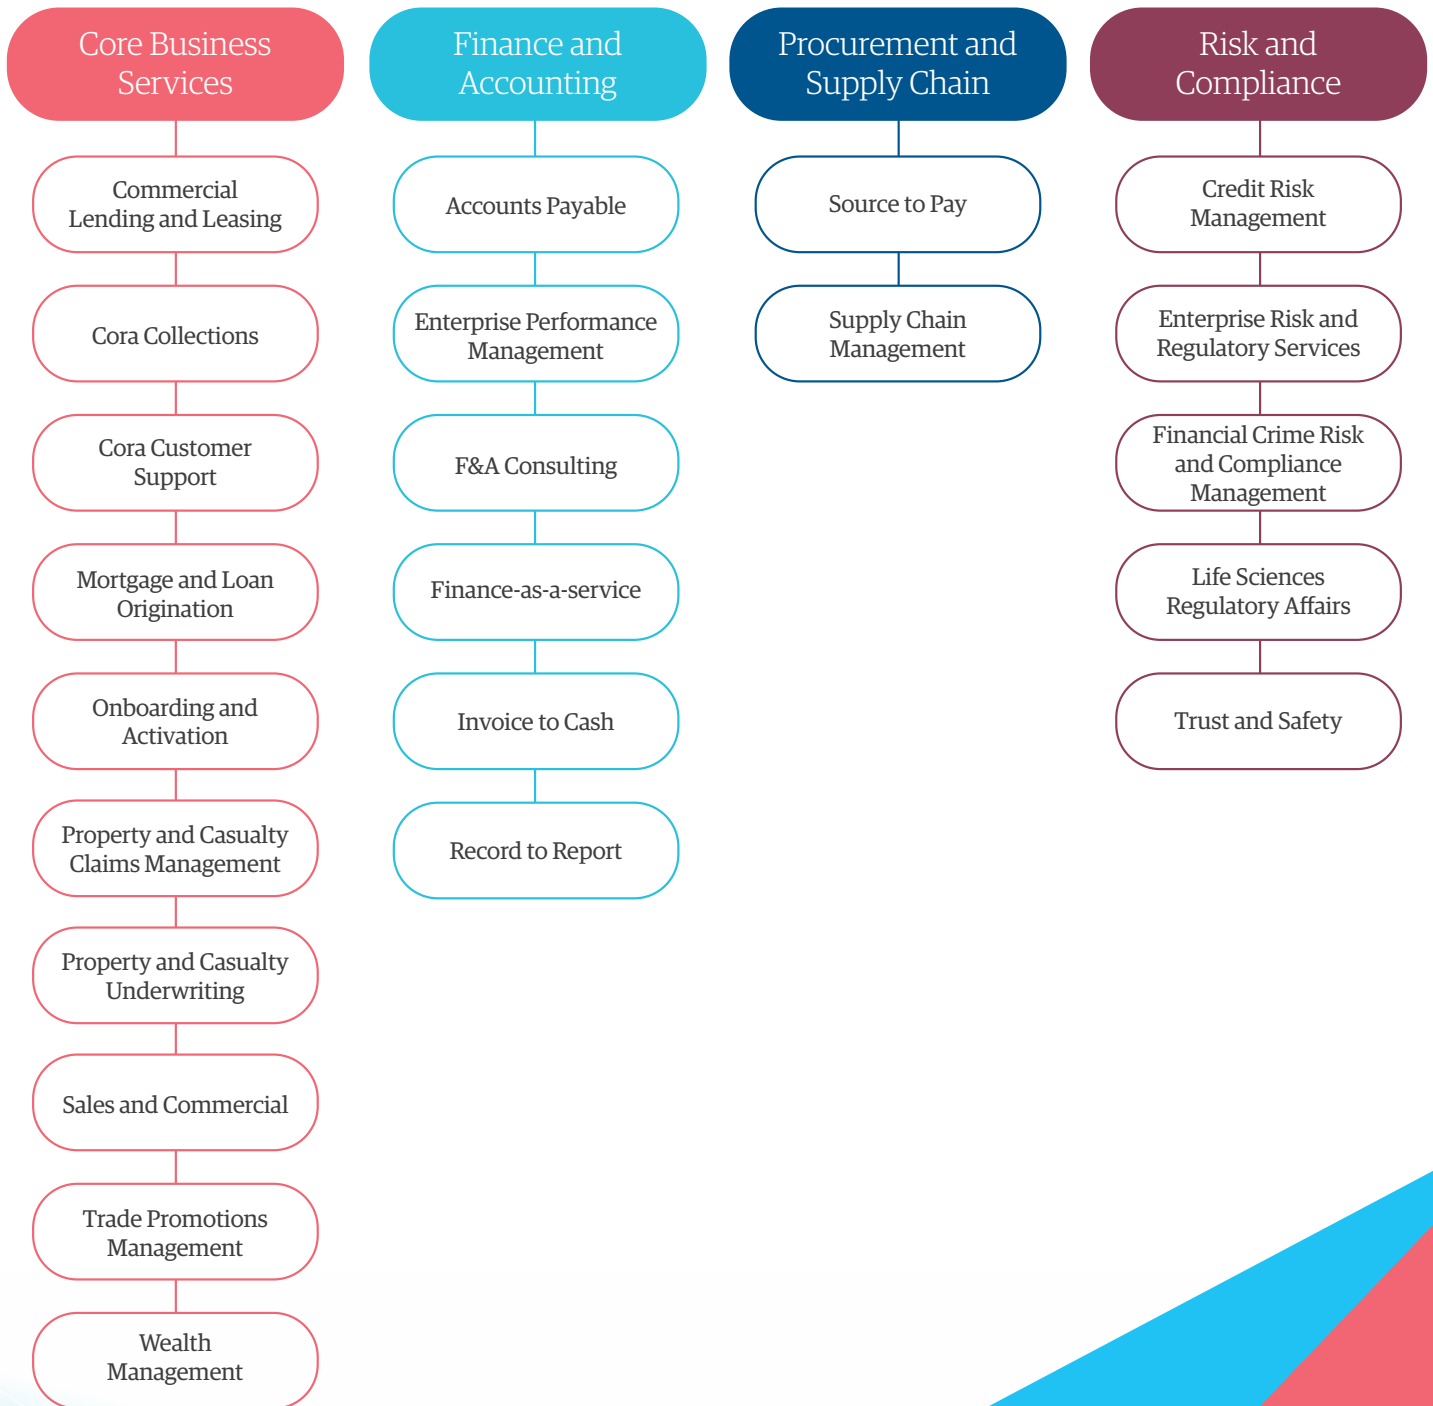 Core Business
Services
Commercial
Lending and Leasing
Cora Collections
Cora Customer
Support
Mortgage and Loan
Origination
Onboarding and
Activation
Property and Casualty
Claims Management
Property and Casualty
Underwriting
Sales and Commercial
Trade Promotions
Management
Wealth
Management
Finance and
Accounting
Accounts Payable
Enterprise Performance
Management
F&A Consulting
Finance-as-a-service
Invoice to Cash
Record to Report
Procurement and
Supply Chain
Source to Pay
Supply Chain
Management
Risk and
Compliance
Credit Risk
Management
Enterprise Risk and
Regulatory Services
Financial Crime Risk
and Compliance
Management
Life Sciences
Regulatory Affairs
Trust and Safety